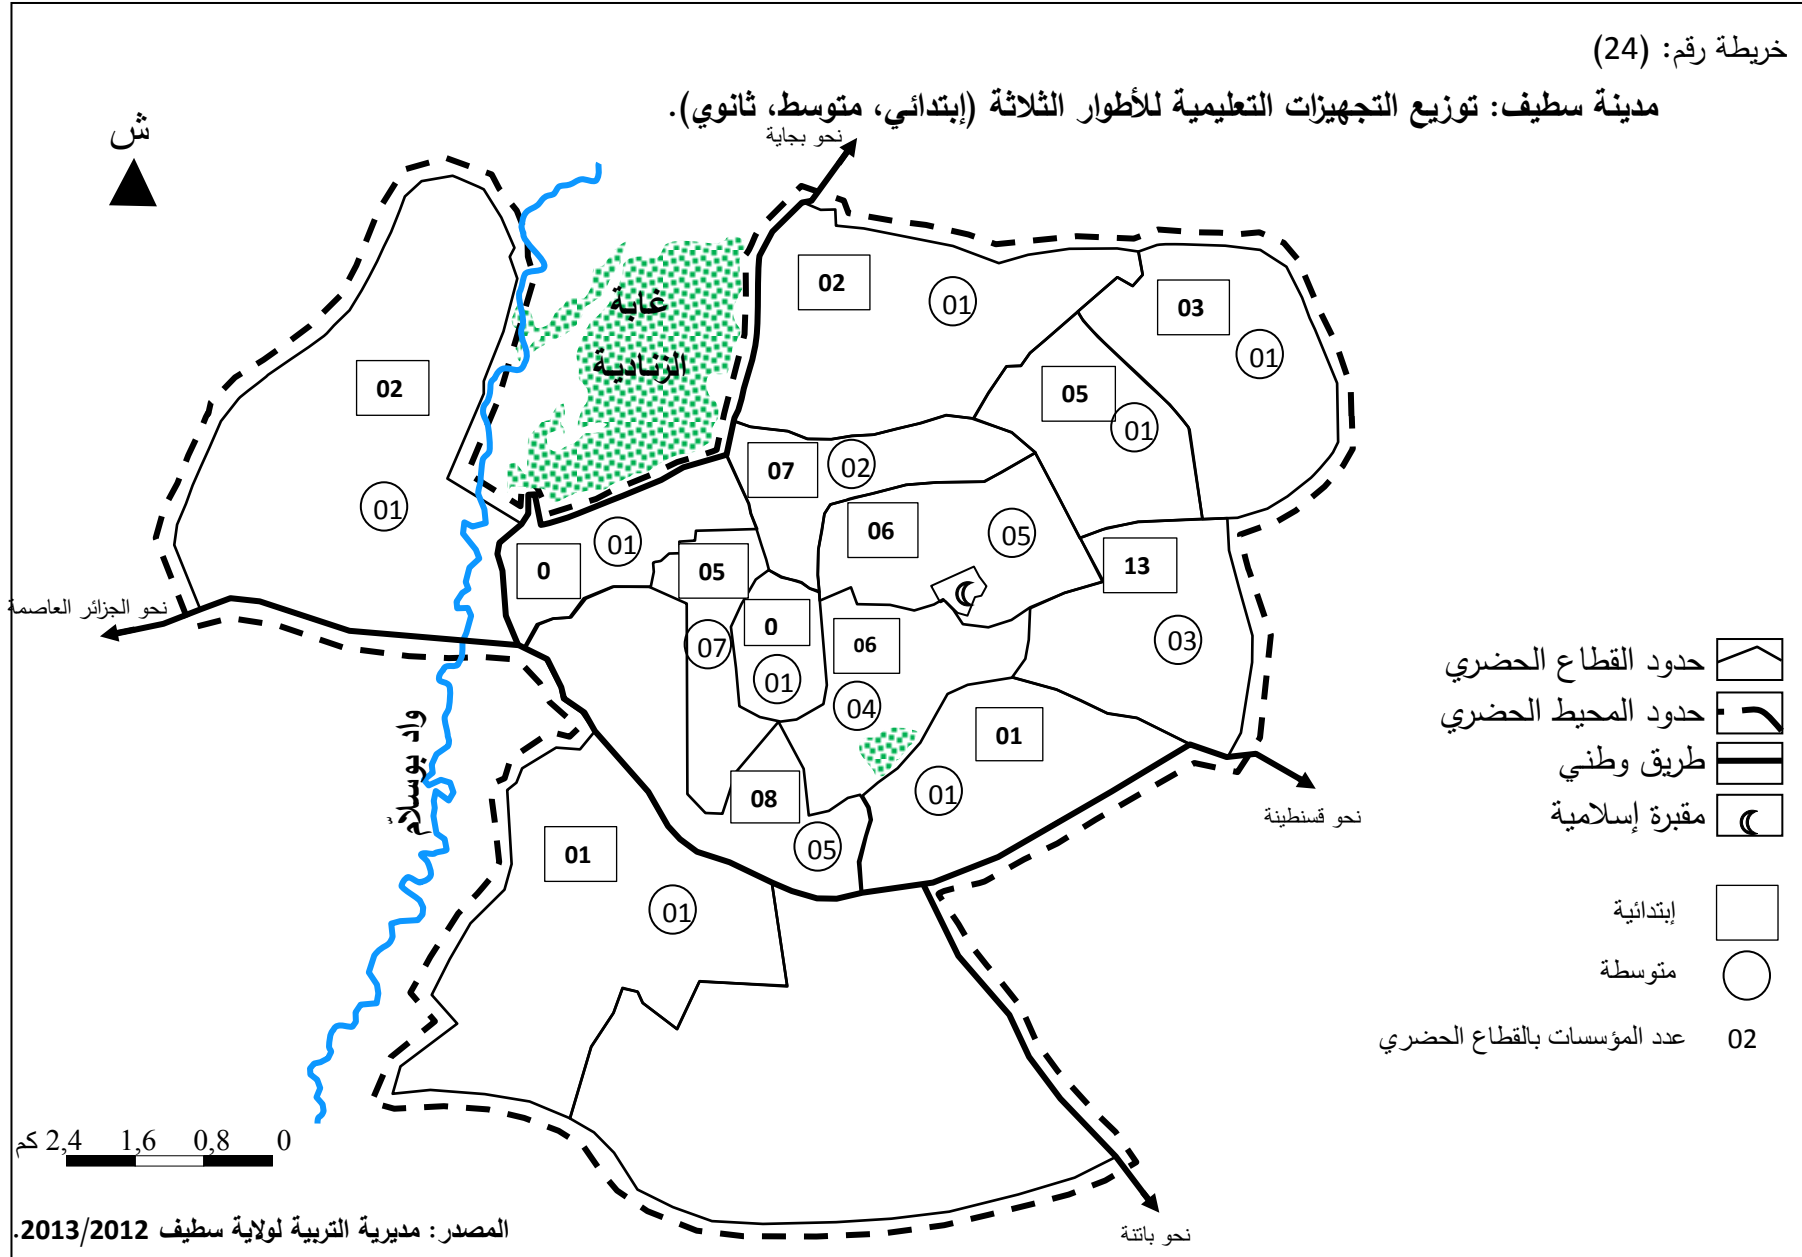 خريطة رقم: (24)
مدينة سطيف: توزيع التجهيزات التعليمية للأطوار الثلاثة (إبتدائي، متوسط، ثانوي).
نحو بجاية
ش
غابة
الزنادية
02
01
03
01
02
05
01
07
02
01
06
05
01
0
05
13
0
07
06
03
01
04
01
01
08
05
01
01
نحو الجزائر العاصمة
واد بوسلام
نحو قسنطينة
نحو باتنة
حدود القطاع الحضري
حدود المحيط الحضري
طريق وطني
مقبرة إسلامية
إبتدائية
متوسطة
02 عدد المؤسسات بالقطاع الحضري
0 0,8 1,6 2,4 كم
المصدر: مديرية التربية لولاية سطيف 2013/2012.